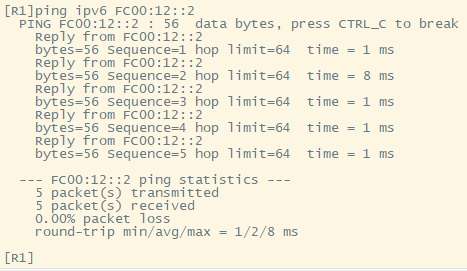 [R1]ping ipv6 FC00:12::2
PING FC00:12::2 : 56 data bytes, press CTRL_C to break
Reply from FC00:12::2
bytes=56 Sequence=1 hop limit=64 time = 1 ms
Reply from FC00:12::2
bytes=56 Sequence=2 hop limit=64 time = 8 ms
Reply from FC00:12::2
bytes=56 Sequence=3 hop limit=64 time = 1 ms
Reply from FC00:12::2
bytes=56 Sequence=4 hop limit=64 time = 1 ms
Reply from FC00:12::2
bytes=56 Sequence=5 hop limit=64 time = 1 ms
--- FC00:12::2 ping statistics ---
5 packet(s) transmitted
5 packet(s) received
0.00% packet loss
round-trip min/avg/max = 1/2/8 ms
[R1]